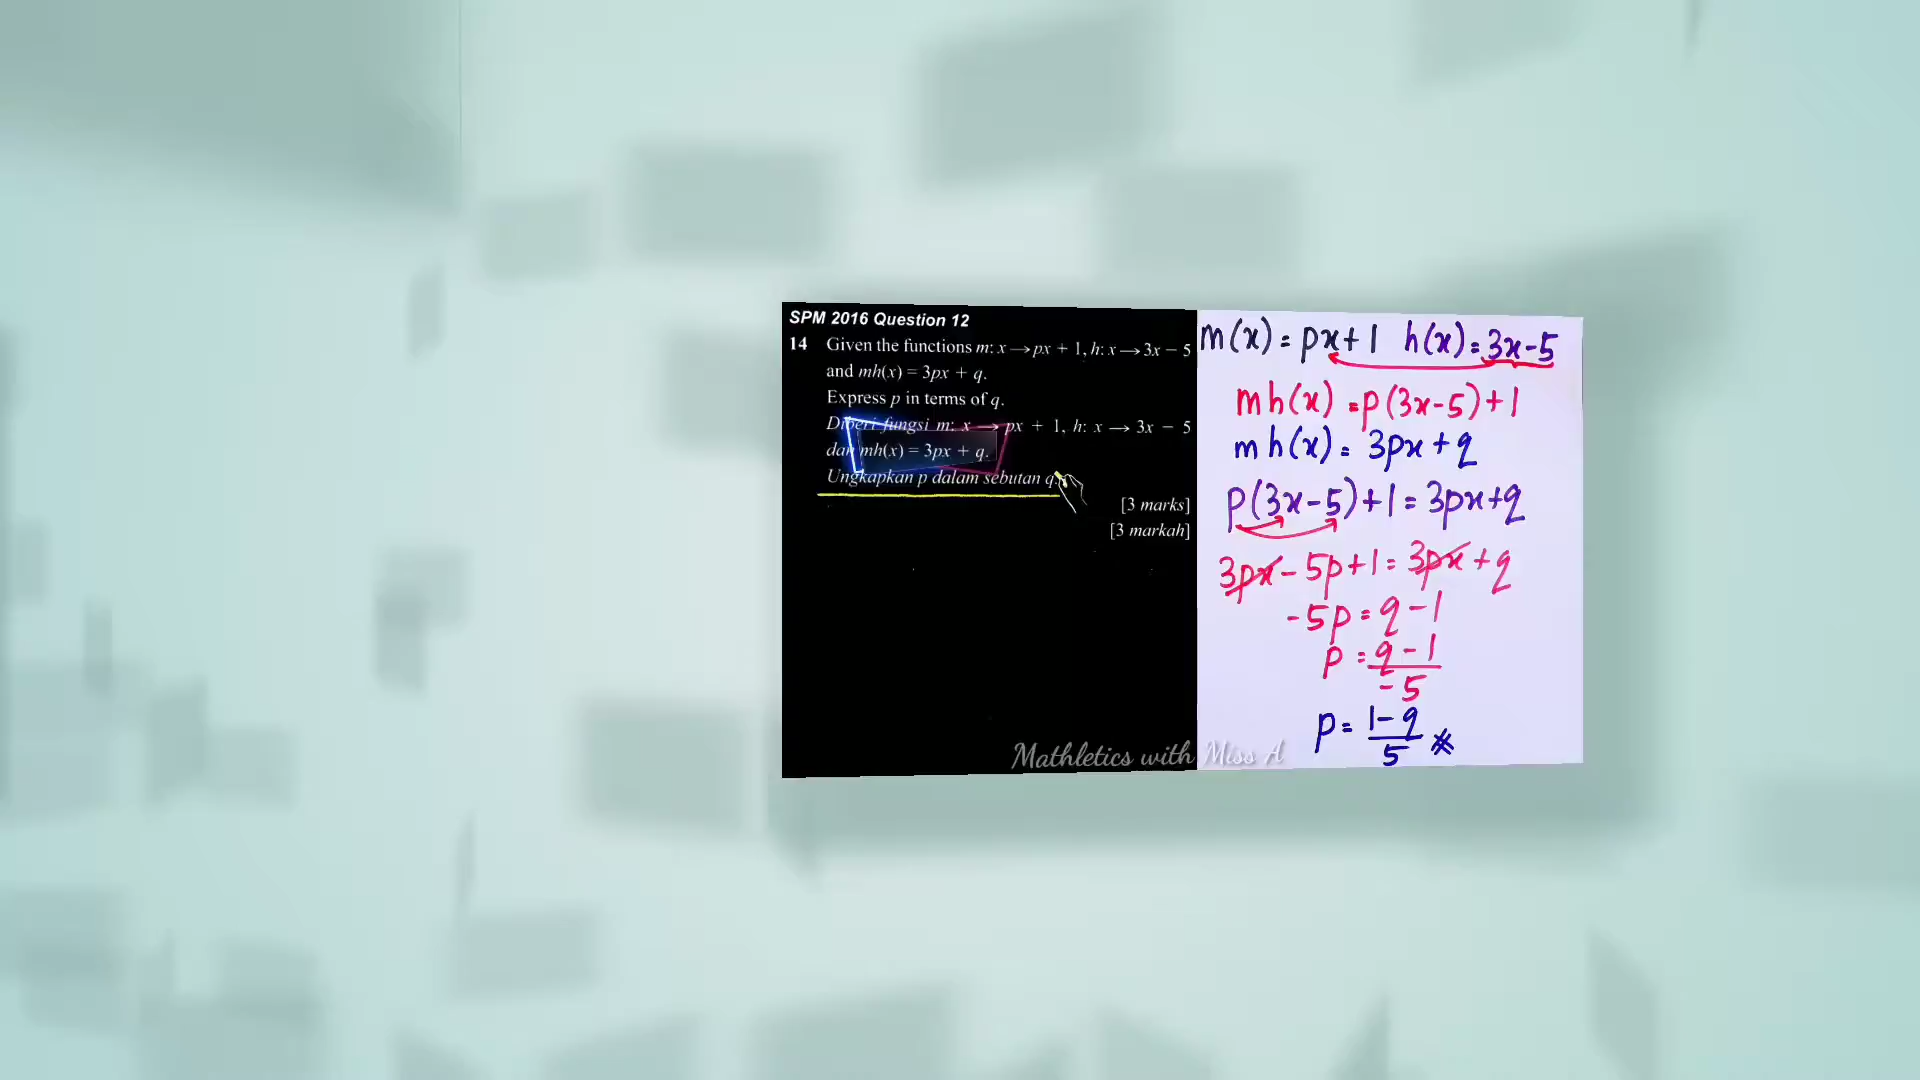 SPM 2016 Question 12
14 Given the functions m: x → px + 1, h: x → 3x − 5
and mh(x) = 3px + q.
Express p in terms of q.
Diberi fungsi m: x → px + 1, h: x → 3x − 5
dan mh(x) = 3px + q.
Ungkapkan p dalam sebutan q.
[3 marks]
[3 markah]
m(x) = px + 1 h(x) = 3x − 5
mh(x) = p(3x − 5) + 1
mh(x) = 3px + q
p(3x − 5) + 1 = 3px + q
3px − 5p + 1 = 3px + q
−5p = q − 1
p = q − 1
−5
p = 1 − q
5
Mathletics with Miss A